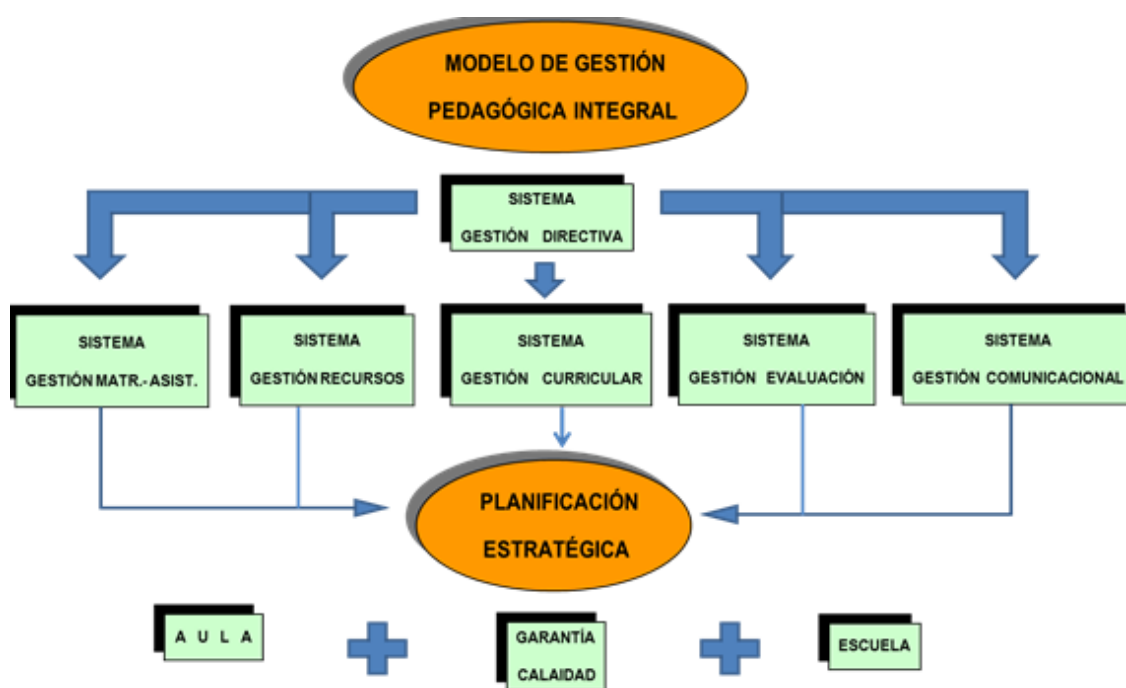 MODELO DE GESTIÓN
PEDAGÓGICA INTEGRAL
SISTEMA
GESTIÓN DIRECTIVA
SISTEMA
GESTIÓN MATR.- ASIST.
SISTEMA
GESTIÓN RECURSOS
SISTEMA
GESTIÓN CURRICULAR
SISTEMA
GESTIÓN EVALUACIÓN
SISTEMA
GESTIÓN COMUNICACIONAL
PLANIFICACIÓN
ESTRATÉGICA
A U L A
GARANTÍA
CALAIDAD
ESCUELA